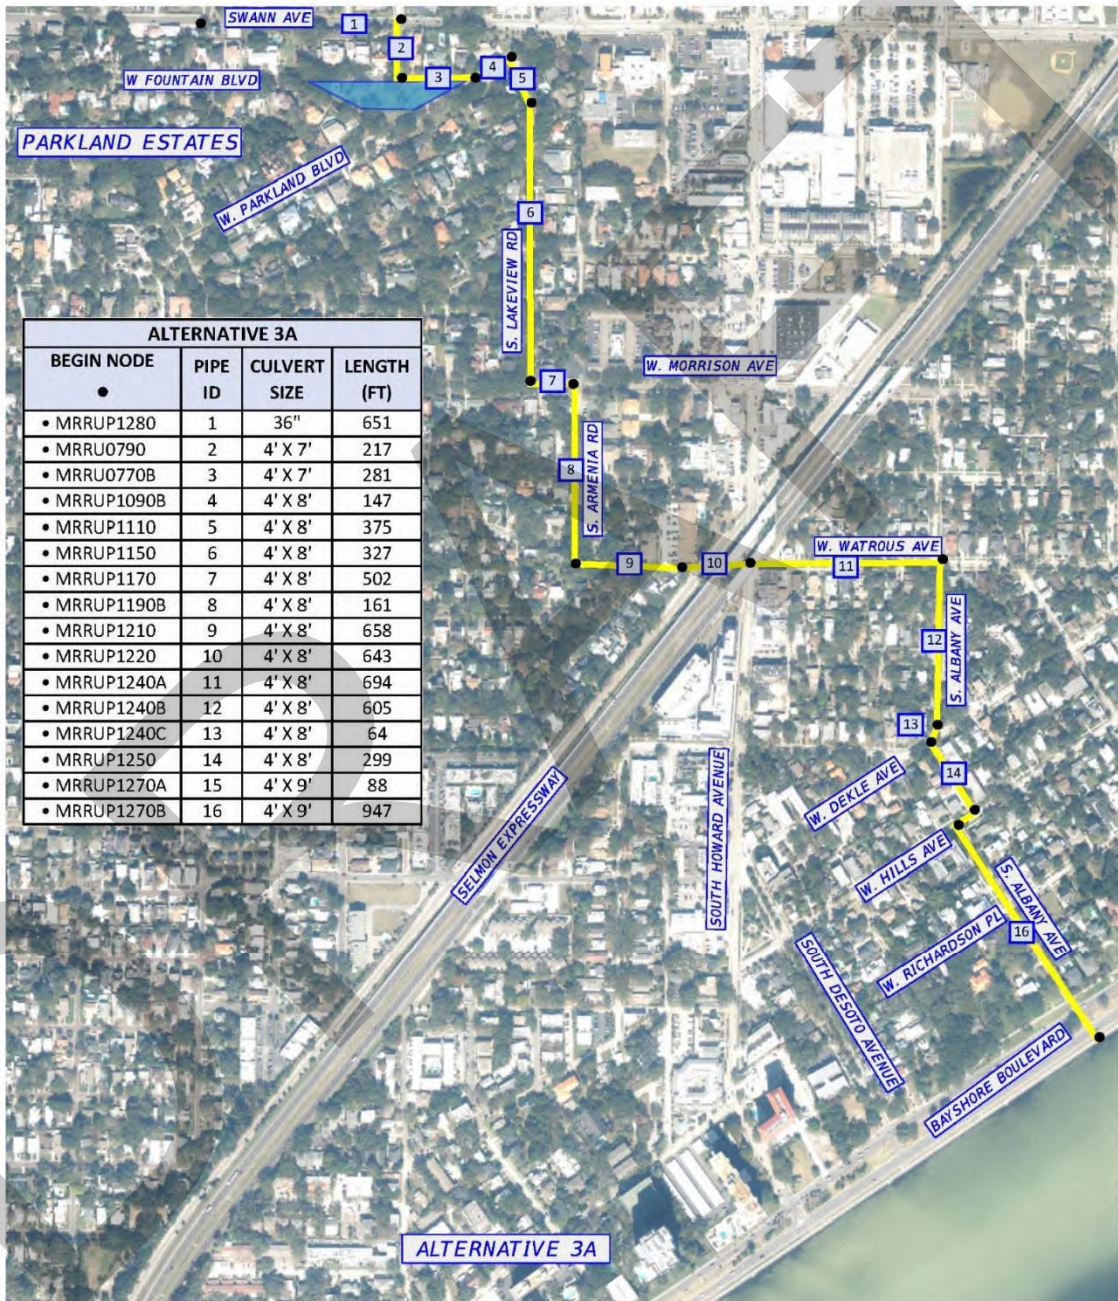 SWANN AVE
1
2
W FOUNTAIN BLVD
3
4
5
PARKLAND ESTATES
W. PARKLAND BLVD
6
S. LAKEVIEW RD
ALTERNATIVE 3A
BEGIN NODE PIPE ID CULVERT SIZE LENGTH (FT)
• MRRUP1280 1 36" 651
• MRRU0790 2 4' X 7' 217
• MRRU0770B 3 4' X 7' 281
• MRRUP1090B 4 4' X 8' 147
• MRRUP1110 5 4' X 8' 375
• MRRUP1150 6 4' X 8' 327
• MRRUP1170 7 4' X 8' 502
• MRRUP1190B 8 4' X 8' 161
• MRRUP1210 9 4' X 8' 658
• MRRUP1220 10 4' X 8' 643
• MRRUP1240A 11 4' X 8' 694
• MRRUP1240B 12 4' X 8' 605
• MRRUP1240C 13 4' X 8' 64
• MRRUP1250 14 4' X 8' 299
• MRRUP1270A 15 4' X 9' 88
• MRRUP1270B 16 4' X 9' 947
W. MORRISON AVE
7
8
S. ARMENIA RD
9
10
W. WATROUS AVE
11
12
S. ALBANY AVE
13
14
W. DEKLE AVE
SOUTH HOWARD AVENUE
SELMON EXPRESSWAY
W. HILLS AVE
S. ALBANY AVE
16
W. RICHARDSON PL
SOUTH DESOTO AVENUE
BAYSHORE BOULEVARD
ALTERNATIVE 3A